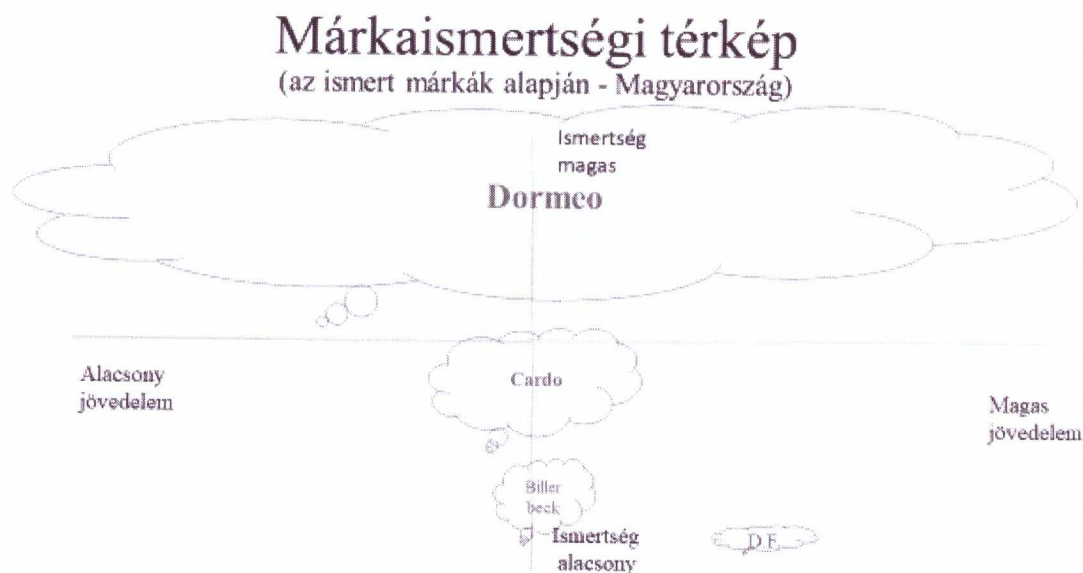 Márkaismertségi térkép
(az ismert márkák alapján - Magyarország)
Ismertség
magas
Dormeo
Alacsony
jövedelem
Cardo
Magas
jövedelem
Biller
beck
Ismertség
alacsony
D.F.